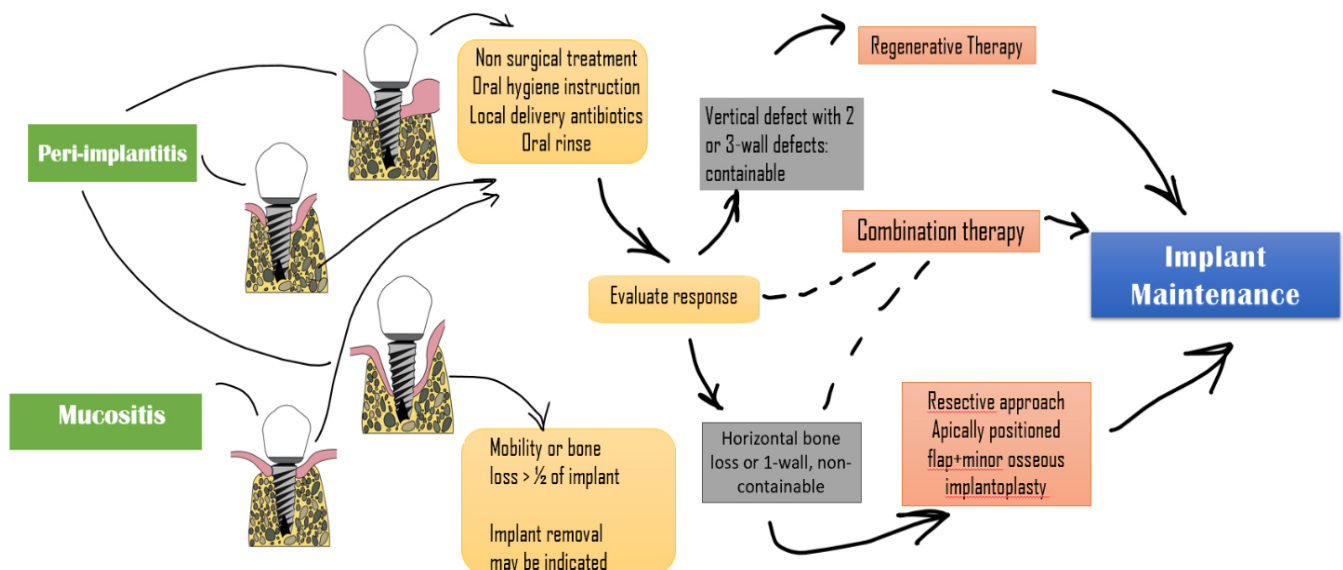 Peri-implantitis
Mucositis
Non surgical treatment
Oral hygiene instruction
Local delivery antibiotics
Oral rinse
Mobility or bone
loss > ½ of implant
Implant removal
may be indicated
Evaluate response
Vertical defect with 2
or 3-wall defects:
containable
Horizontal bone
loss or 1-wall, non-
containable
Regenerative Therapy
Combination therapy
Resective approach
Apically positioned
flap+minor osseous
implantoplasty
Implant
Maintenance